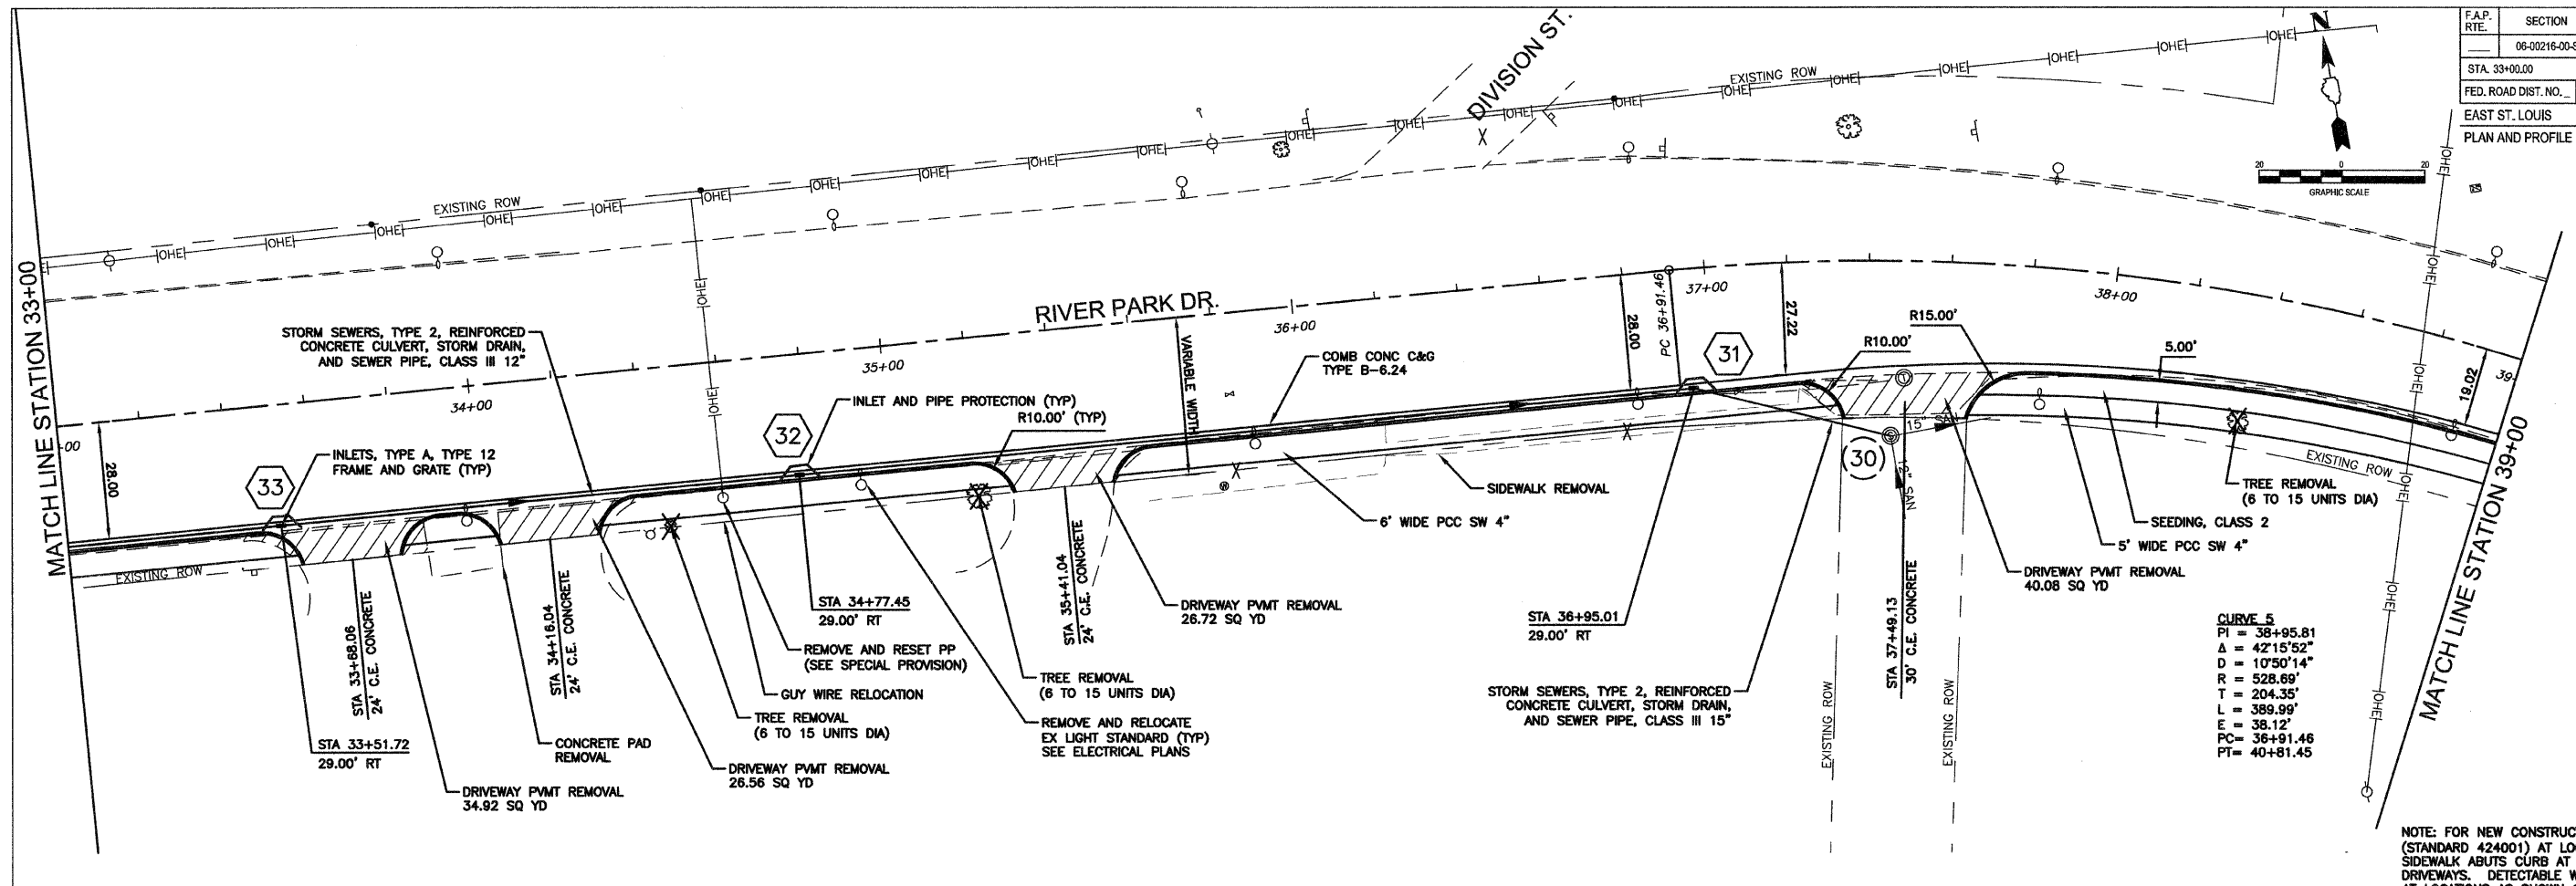 F.A.P. RTE.
SECTION
06-00216-00-S
STA. 33+00.00
FED. ROAD DIST. NO._
EAST ST. LOUIS
PLAN AND PROFILE
N
20 0 20
GRAPHIC SCALE
DIVISION ST.
EXISTING ROW
EXISTING ROW
|OHE|
RIVER PARK DR.
MATCH LINE STATION 33+00
-00
34+00
35+00
36+00
37+00
38+00
39-
MATCH LINE STATION 39+00
28.00
VARIABLE WIDTH
28.00
PC 36+91.46
27.22
19.02
5.00'
R15.00'
R10.00'
STORM SEWERS, TYPE 2, REINFORCED
CONCRETE CULVERT, STORM DRAIN,
AND SEWER PIPE, CLASS III 12"
INLET AND PIPE PROTECTION (TYP)
R10.00' (TYP)
COMB CONC C&G
TYPE B-6.24
INLETS, TYPE A, TYPE 12
FRAME AND GRATE (TYP)
33
32
31
(30)
15"
12" SAN
SIDEWALK REMOVAL
6' WIDE PCC SW 4"
EXISTING ROW
EXISTING ROW
TREE REMOVAL
(6 TO 15 UNITS DIA)
SEEDING, CLASS 2
5' WIDE PCC SW 4"
DRIVEWAY PVMT REMOVAL
40.08 SQ YD
STA 33+68.06
24' C.E. CONCRETE
STA 34+16.04
24' C.E. CONCRETE
STA 34+77.45
29.00' RT
STA 35+41.04
24' C.E. CONCRETE
DRIVEWAY PVMT REMOVAL
26.72 SQ YD
STA 36+95.01
29.00' RT
STA 37+49.13
30' C.E. CONCRETE
REMOVE AND RESET PP
(SEE SPECIAL PROVISION)
GUY WIRE RELOCATION
TREE REMOVAL
(6 TO 15 UNITS DIA)
TREE REMOVAL
(6 TO 15 UNITS DIA)
REMOVE AND RELOCATE
EX LIGHT STANDARD (TYP)
SEE ELECTRICAL PLANS
STORM SEWERS, TYPE 2, REINFORCED
CONCRETE CULVERT, STORM DRAIN,
AND SEWER PIPE, CLASS III 15"
STA 33+51.72
29.00' RT
CONCRETE PAD
REMOVAL
DRIVEWAY PVMT REMOVAL
26.56 SQ YD
DRIVEWAY PVMT REMOVAL
34.92 SQ YD
EXISTING ROW
EXISTING ROW
CURVE 5
PI = 38+95.81
Δ = 42°15'52"
D = 10°50'14"
R = 528.69'
T = 204.35'
L = 389.99'
E = 38.12'
PC= 36+91.46
PT= 40+81.45
NOTE: FOR NEW CONSTRUC
(STANDARD 424001) AT LO
SIDEWALK ABUTS CURB AT
DRIVEWAYS. DETECTABLE W